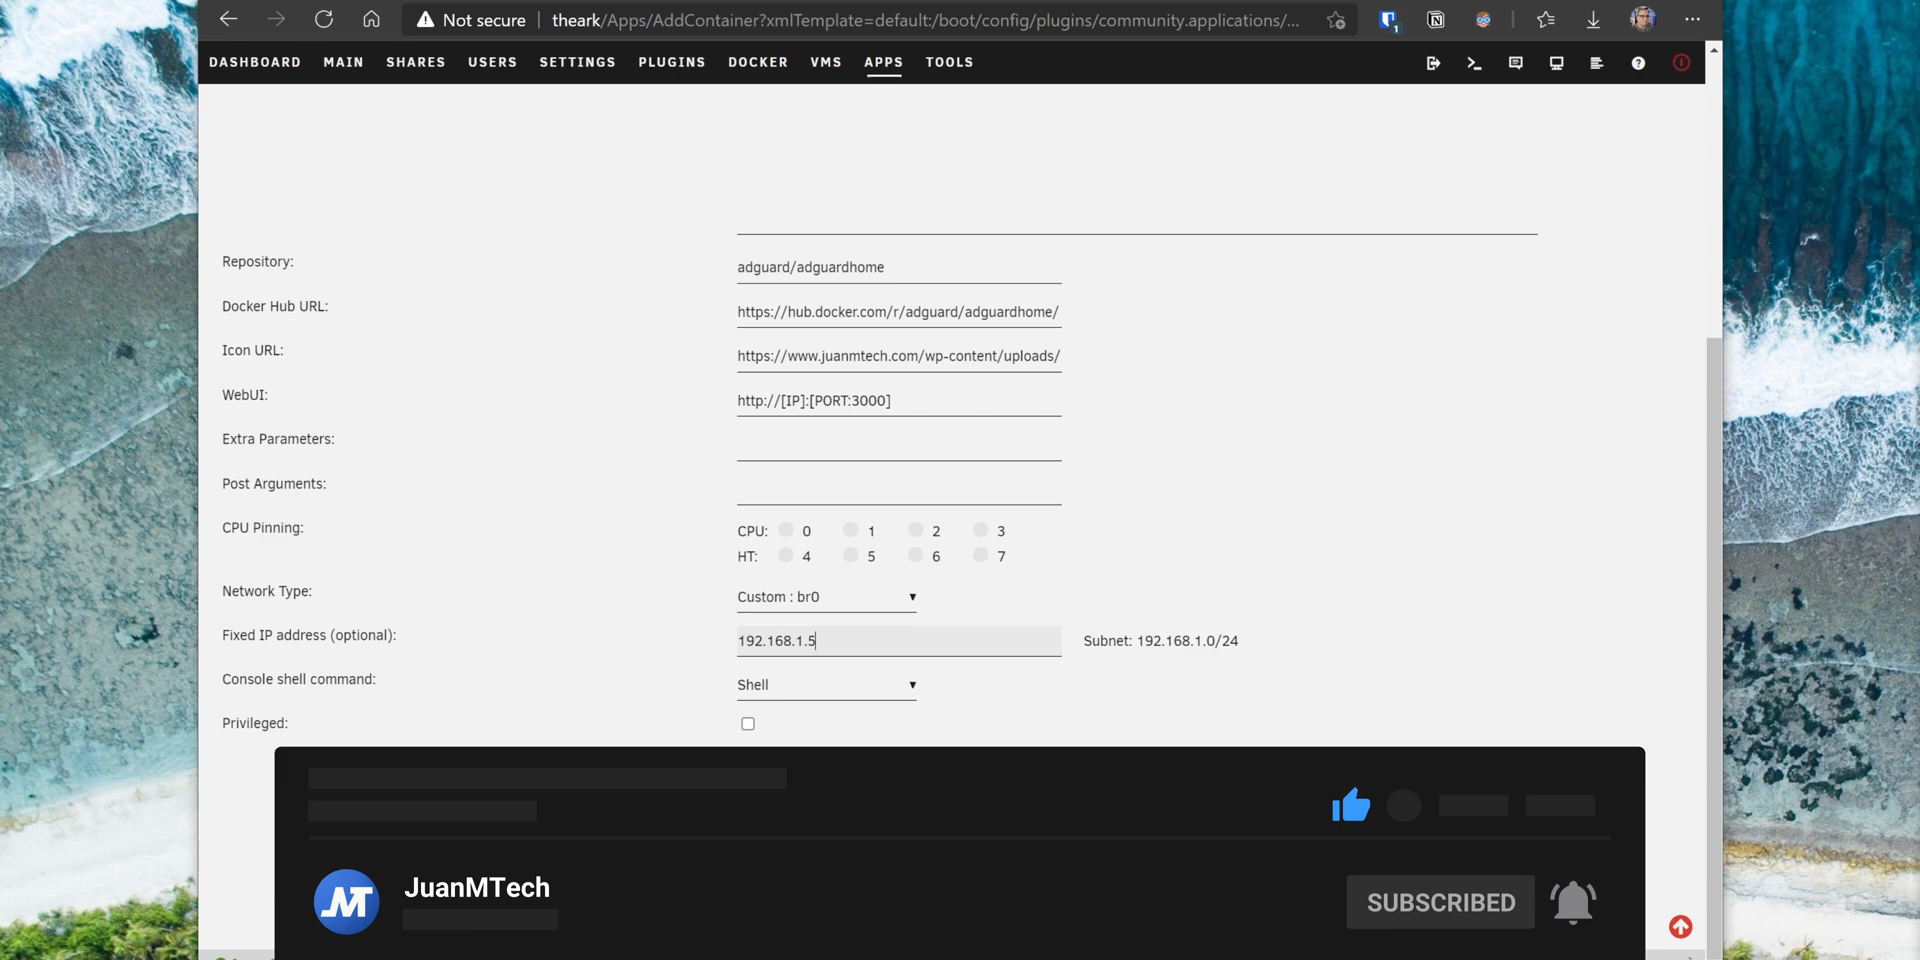 Not secure | theark/Apps/AddContainer?xmlTemplate=default:/boot/config/plugins/community.applications/...
1
DASHBOARD MAIN SHARES USERS SETTINGS PLUGINS DOCKER VMS APPS TOOLS
Repository: adguard/adguardhome
Docker Hub URL: https://hub.docker.com/r/adguard/adguardhome/
Icon URL: https://www.juanmtech.com/wp-content/uploads/
WebUI: http://[IP]:[PORT:3000]
Extra Parameters:
Post Arguments:
CPU Pinning: CPU: 0 1 2 3
HT: 4 5 6 7
Network Type: Custom : br0
Fixed IP address (optional): 192.168.1.5 Subnet: 192.168.1.0/24
Console shell command: Shell
Privileged:
JuanMTech
SUBSCRIBED